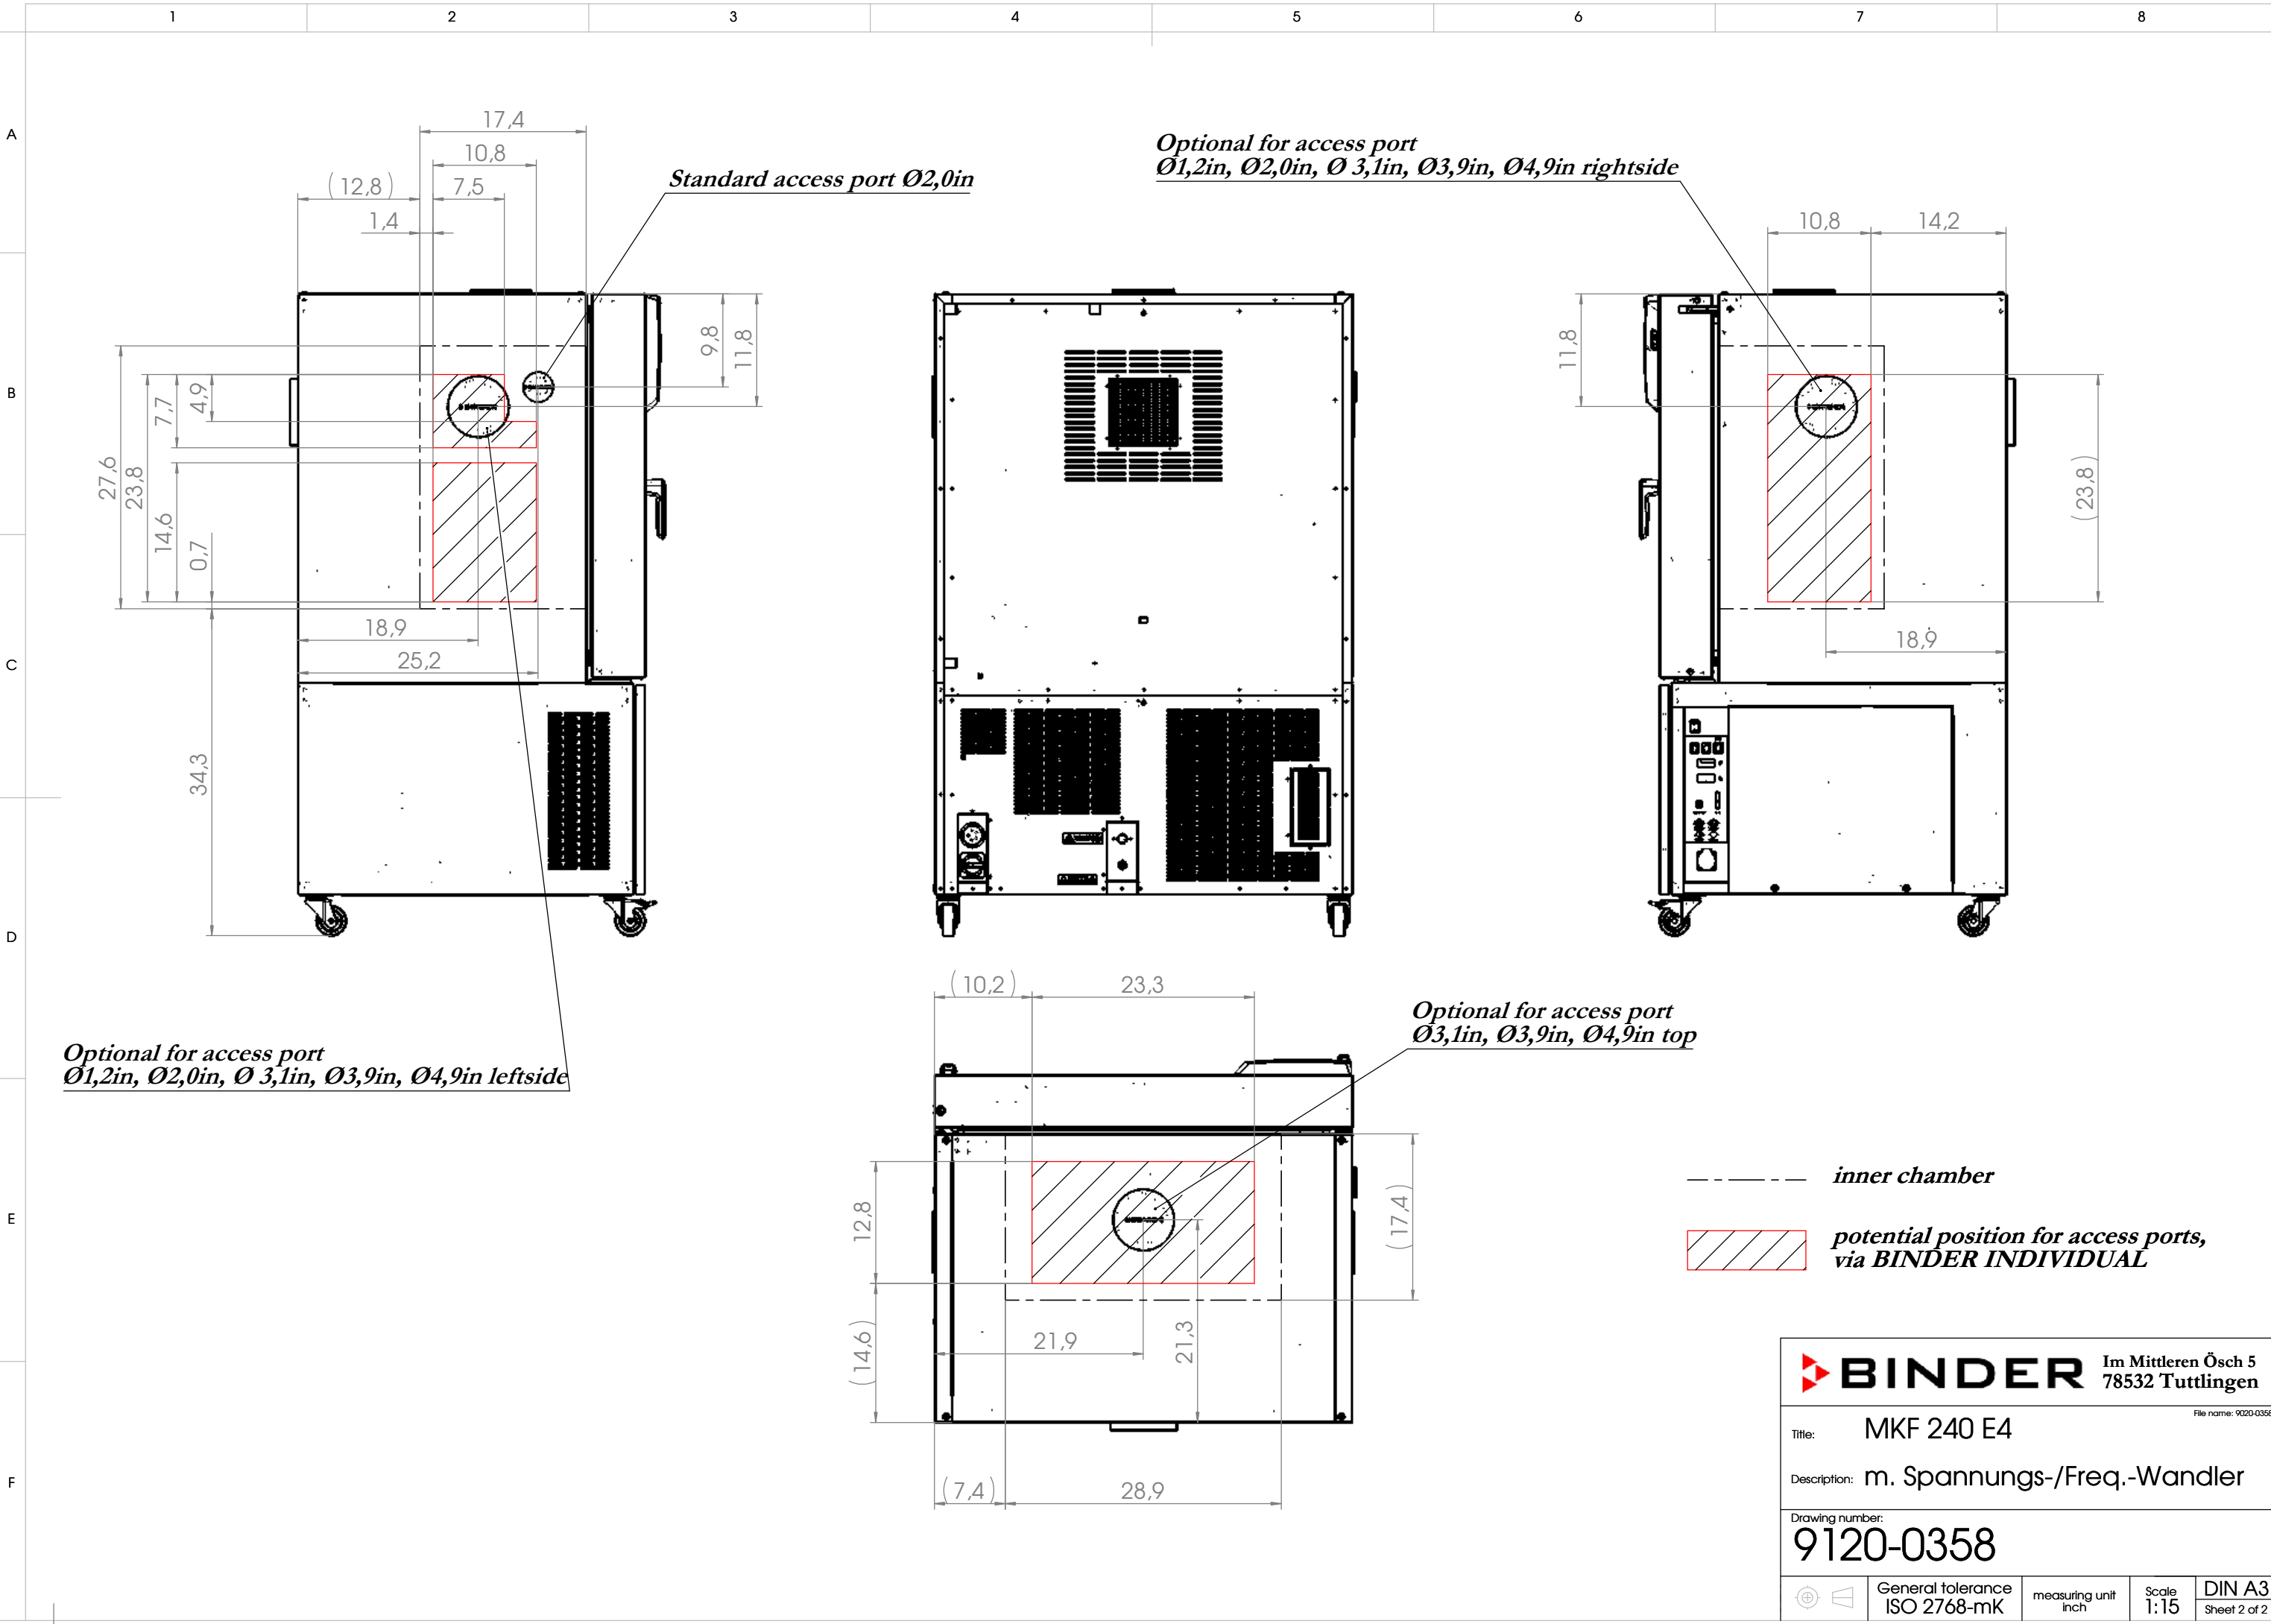 1 2 3 4 5 6 7 8
A
B
C
D
E
F
17,4
10,8
(12,8)
7,5
1,4
Standard access port Ø2,0in
9,8
11,8
27,6
23,8
7,7
4,9
14,6
0,7
18,9
25,2
34,3
Optional for access port
Ø1,2in, Ø2,0in, Ø 3,1in, Ø3,9in, Ø4,9in leftside
Optional for access port
Ø1,2in, Ø2,0in, Ø 3,1in, Ø3,9in, Ø4,9in rightside
10,8
14,2
11,8
(23,8)
18,9
(10,2)
23,3
Optional for access port
Ø3,1in, Ø3,9in, Ø4,9in top
12,8
(14,6)
(17,4)
21,9
21,3
(7,4)
28,9
inner chamber
potential position for access ports,
via BINDER INDIVIDUAL
BINDER
Im Mittleren Ösch 5
78532 Tuttlingen
File name: 9020-0358
Title: MKF 240 E4
Description: m. Spannungs-/Freq.-Wandler
Drawing number:
9120-0358
General tolerance
ISO 2768-mK
measuring unit
inch
Scale
1:15
DIN A3
Sheet 2 of 2